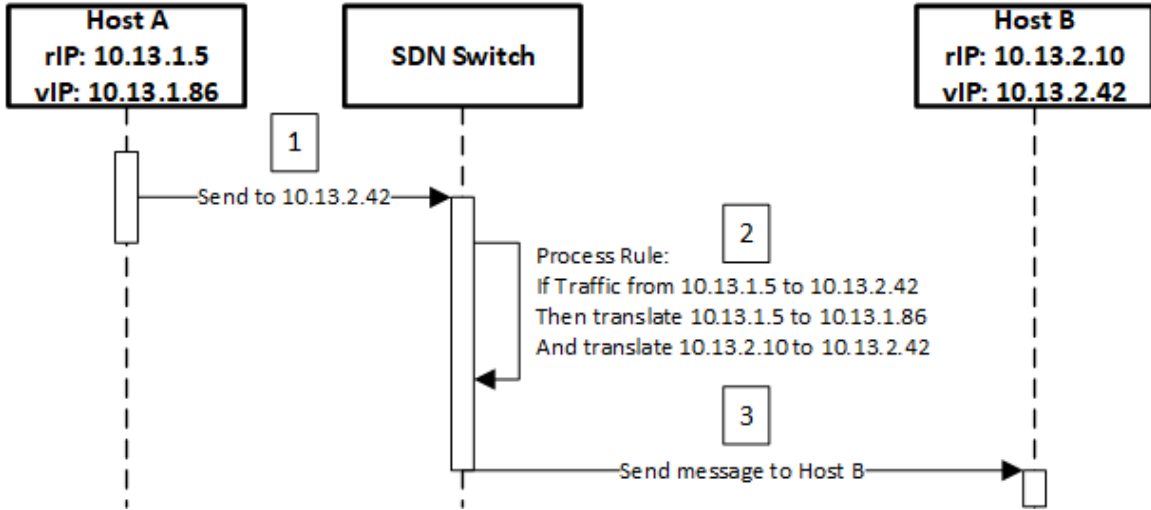 Host A
rIP: 10.13.1.5
vIP: 10.13.1.86
SDN Switch
Host B
rIP: 10.13.2.10
vIP: 10.13.2.42
1
Send to 10.13.2.42
2
Process Rule:
If Traffic from 10.13.1.5 to 10.13.2.42
Then translate 10.13.1.5 to 10.13.1.86
And translate 10.13.2.10 to 10.13.2.42
3
Send message to Host B